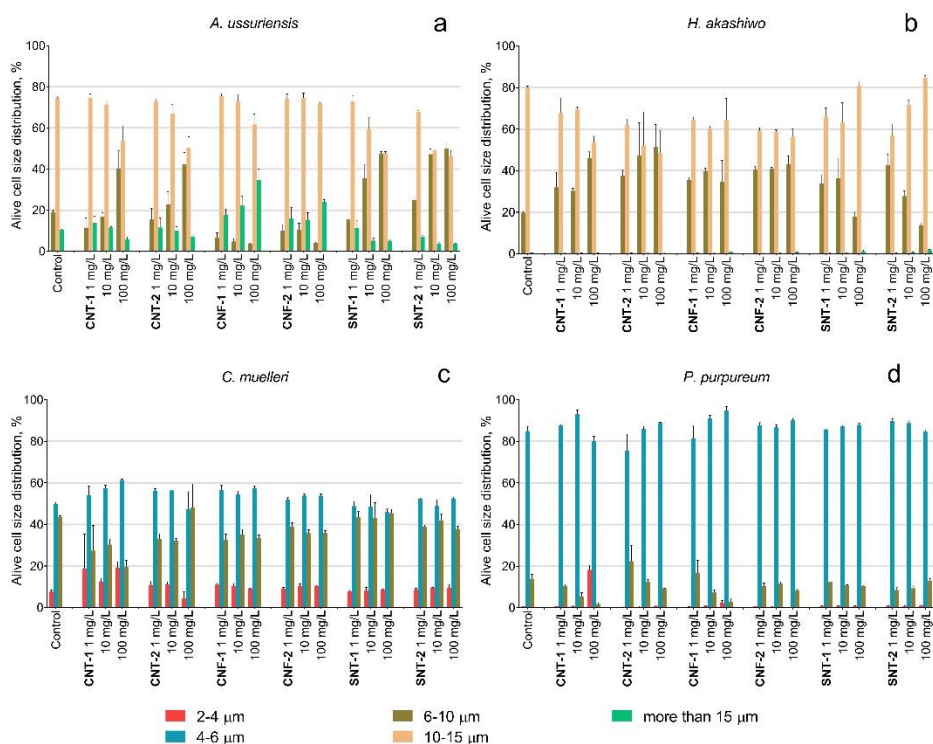 A. ussuriensis
a
Alive cell size distribution, %
100
80
60
40
20
0
Control
CNT-1 1 mg/L
10 mg/L
100 mg/L
CNT-2 1 mg/L
10 mg/L
100 mg/L
CNF-1 1 mg/L
10 mg/L
100 mg/L
CNF-2 1 mg/L
10 mg/L
100 mg/L
SNT-1 1 mg/L
10 mg/L
100 mg/L
SNT-2 1 mg/L
10 mg/L
100 mg/L
H. akashiwo
b
Alive cell size distribution, %
100
80
60
40
20
0
Control
CNT-1 1 mg/L
10 mg/L
100 mg/L
CNT-2 1 mg/L
10 mg/L
100 mg/L
CNF-1 1 mg/L
10 mg/L
100 mg/L
CNF-2 1 mg/L
10 mg/L
100 mg/L
SNT-1 1 mg/L
10 mg/L
100 mg/L
SNT-2 1 mg/L
10 mg/L
100 mg/L
C. muelleri
c
Alive cell size distribution, %
100
80
60
40
20
0
Control
CNT-1 1 mg/L
10 mg/L
100 mg/L
CNT-2 1 mg/L
10 mg/L
100 mg/L
CNF-1 1 mg/L
10 mg/L
100 mg/L
CNF-2 1 mg/L
10 mg/L
100 mg/L
SNT-1 1 mg/L
10 mg/L
100 mg/L
SNT-2 1 mg/L
10 mg/L
100 mg/L
P. purpureum
d
Alive cell size distribution, %
100
80
60
40
20
0
Control
CNT-1 1 mg/L
10 mg/L
100 mg/L
CNT-2 1 mg/L
10 mg/L
100 mg/L
CNF-1 1 mg/L
10 mg/L
100 mg/L
CNF-2 1 mg/L
10 mg/L
100 mg/L
SNT-1 1 mg/L
10 mg/L
100 mg/L
SNT-2 1 mg/L
10 mg/L
100 mg/L
2-4 µm
6-10 µm
more than 15 µm
4-6 µm
10-15 µm